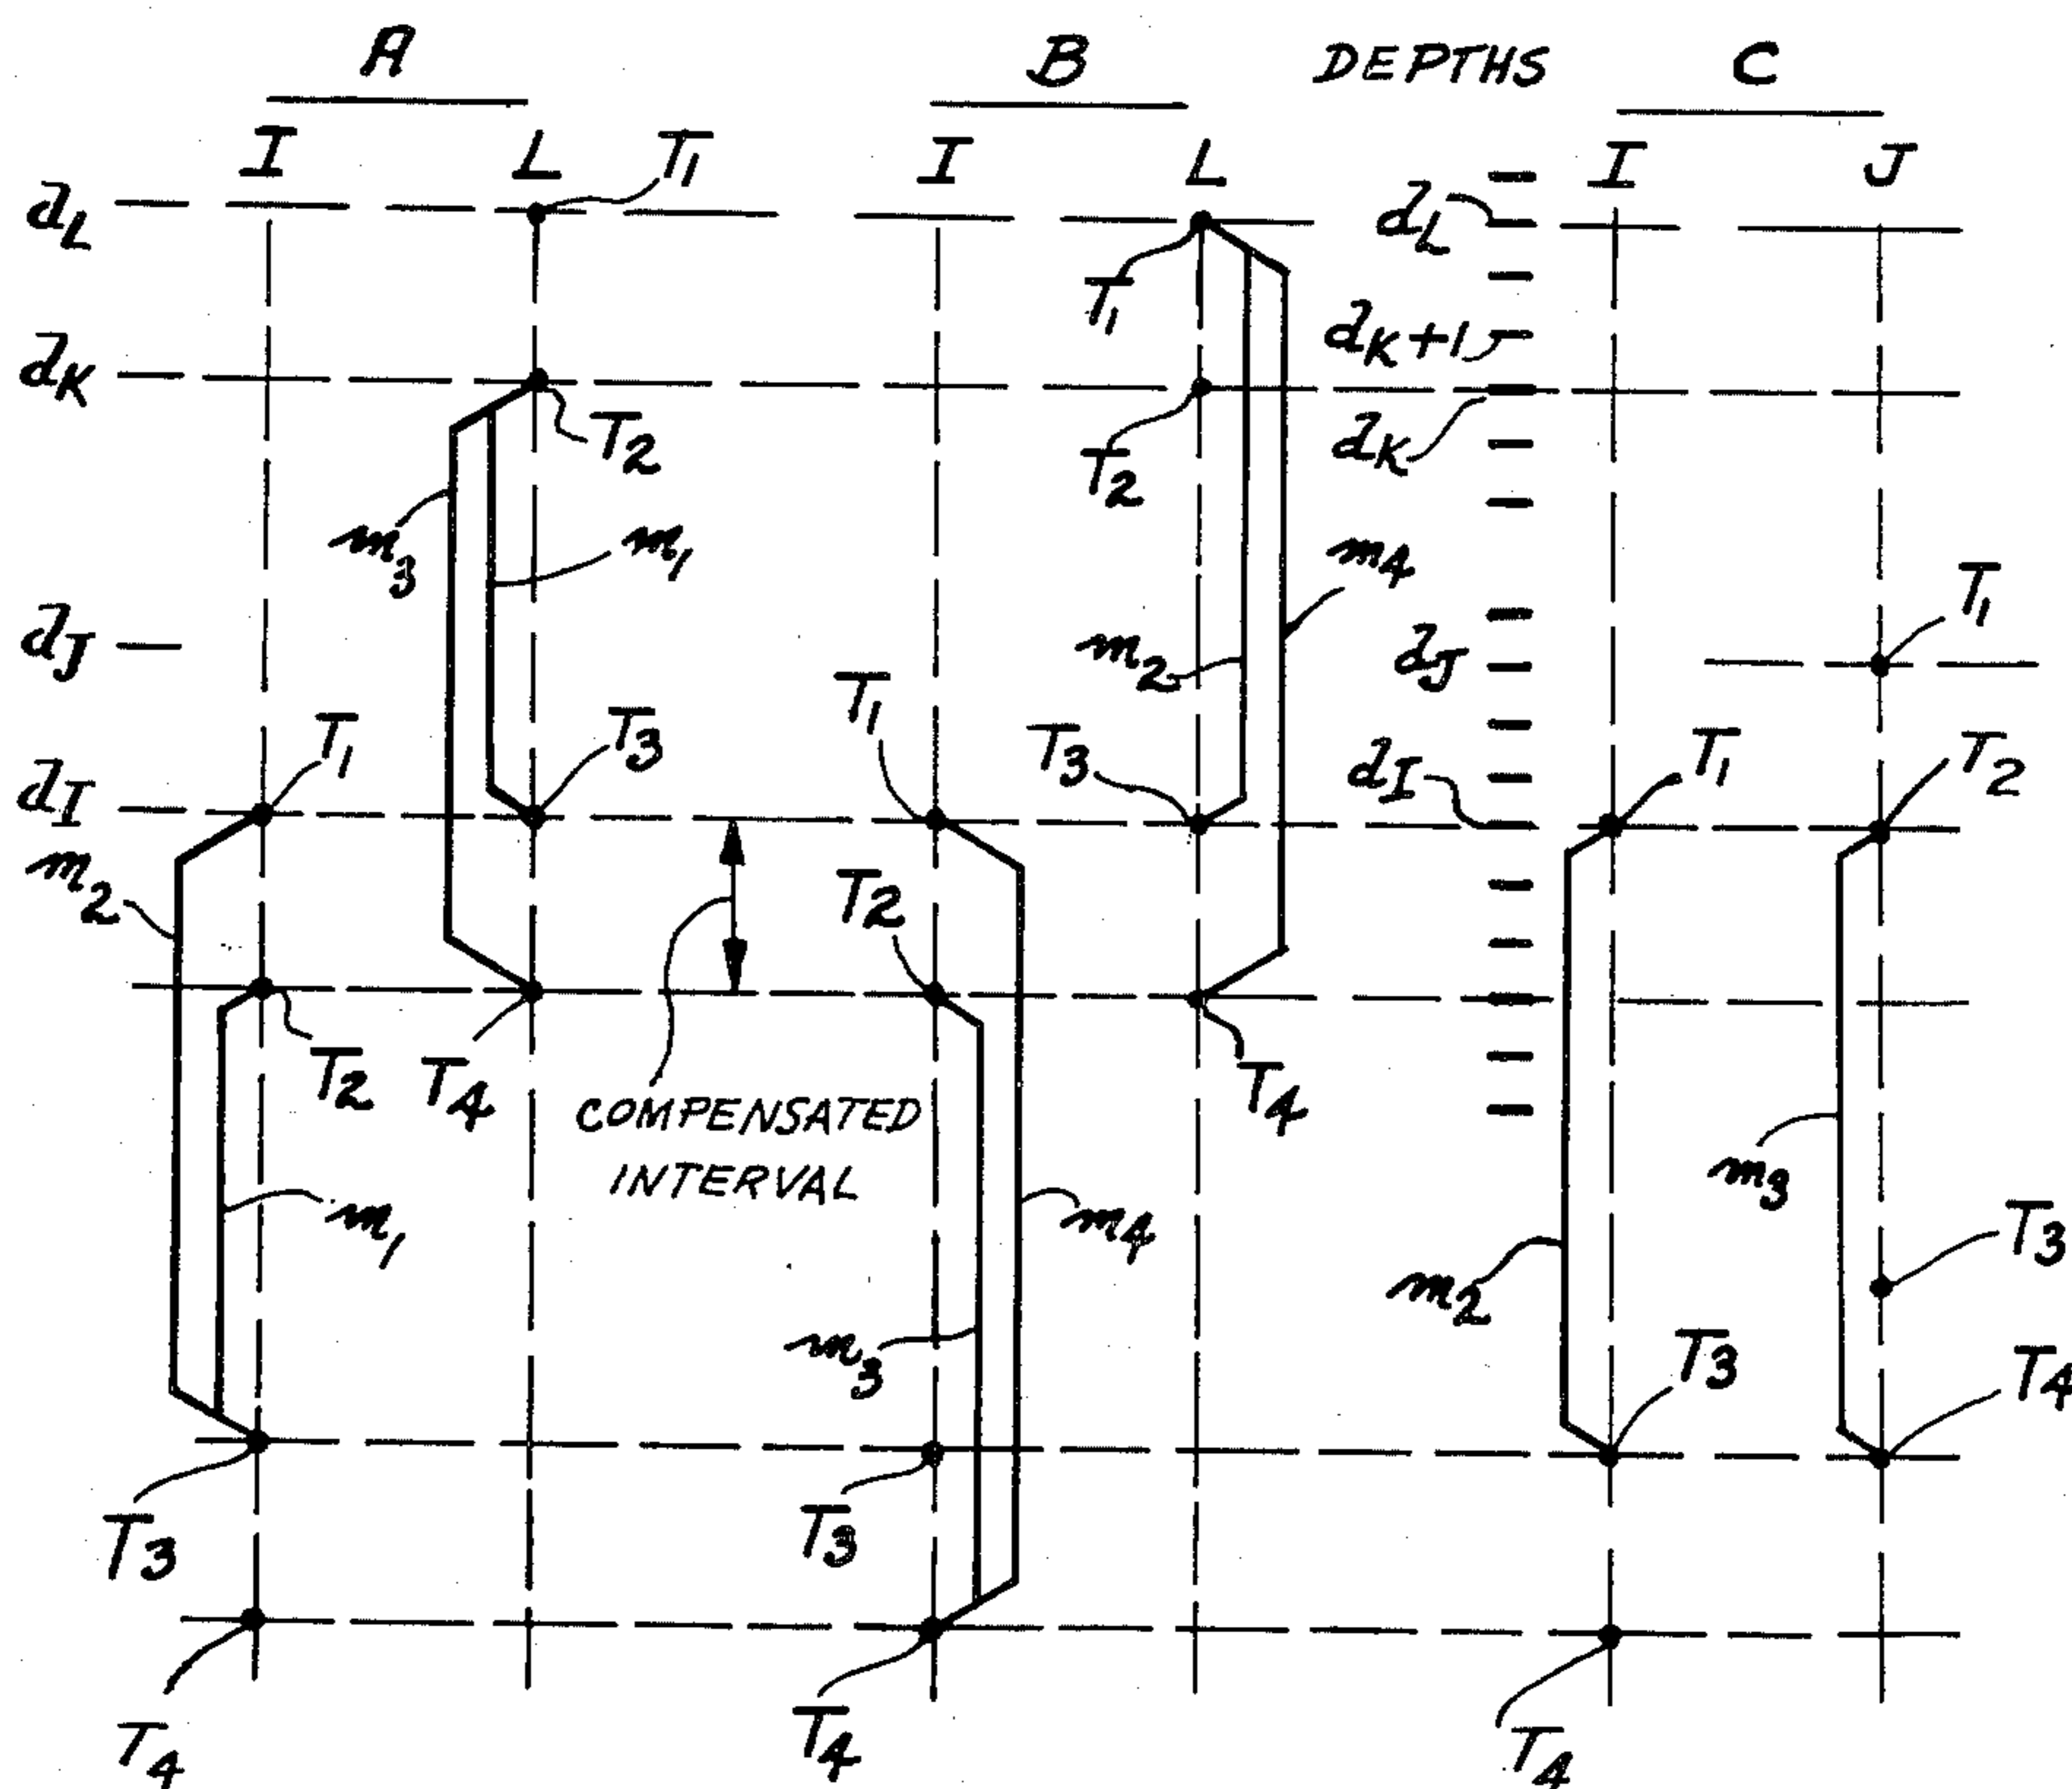 A B DEPTHS C
I L T1 I L I J
dL dL
T1
dK dK+1
T2 T2 dK
m3 m1 m4
dJ m2 dJ T1
T1 T3 T1 T3 T1 T2
dI dI
m2 T2
T2 T4 T4
COMPENSATED
INTERVAL m3
m1 m4 T3
m2
m3 T3 T4
T3 T3
T4 T4 T4